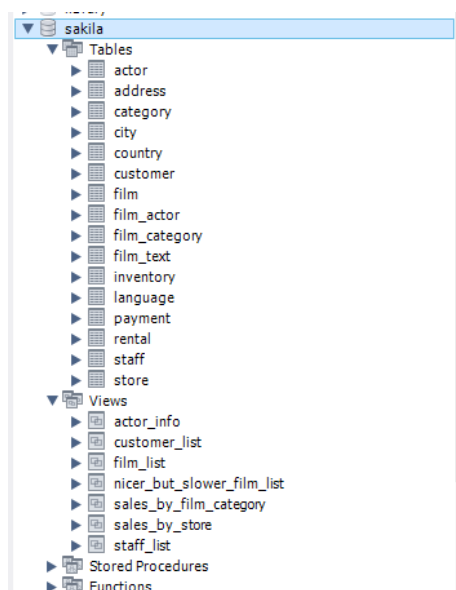 sakila
Tables
actor
address
category
city
country
customer
film
film_actor
film_category
film_text
inventory
language
payment
rental
staff
store
Views
actor_info
customer_list
film_list
nicer_but_slower_film_list
sales_by_film_category
sales_by_store
staff_list
Stored Procedures
Functions